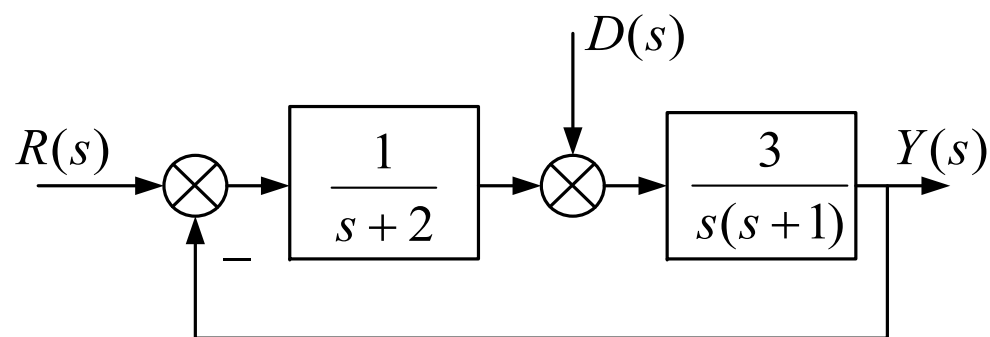 D(s)
R(s)
1
s + 2
3
s(s + 1)
Y(s)
−